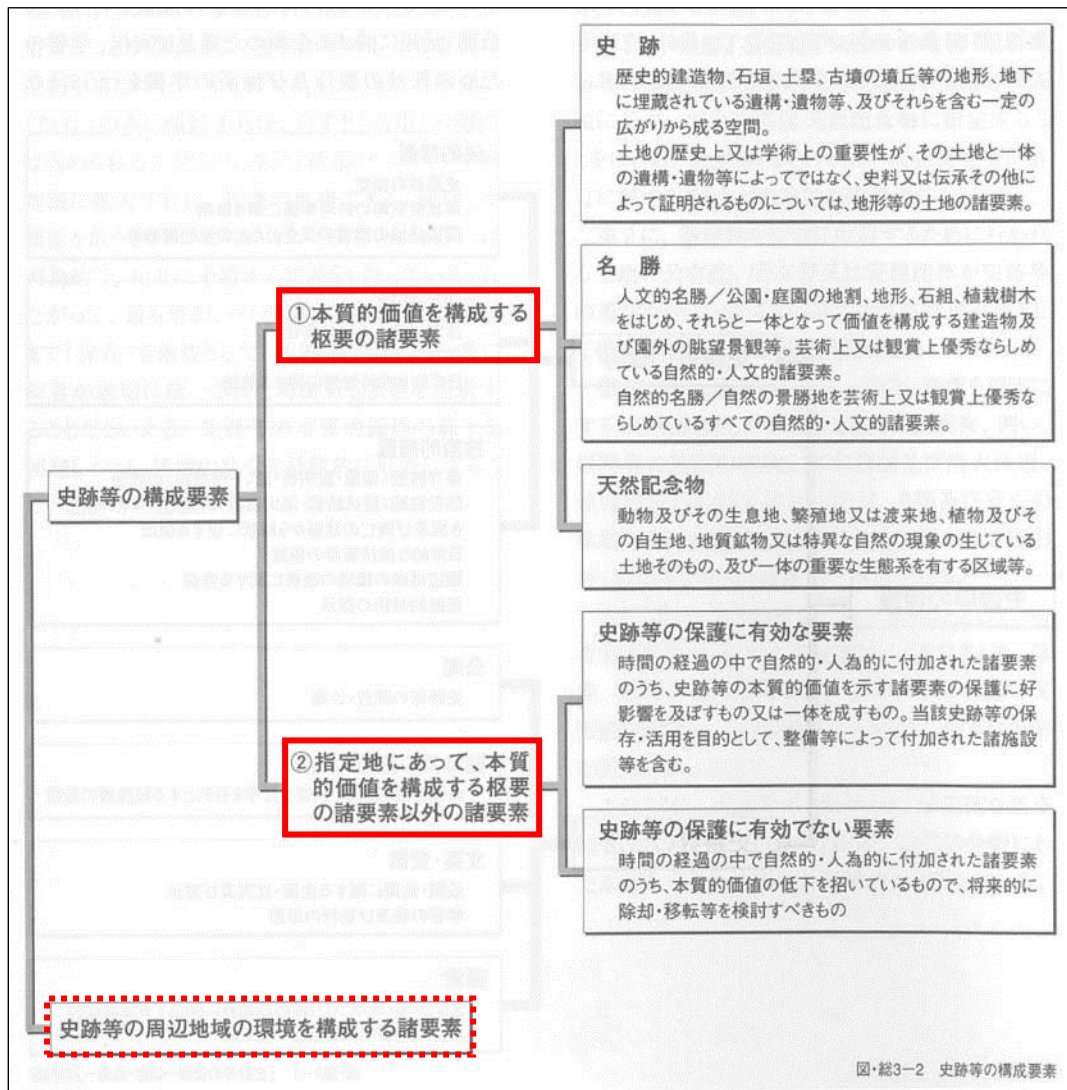 史跡
歴史的建造物、石垣、土塁、古墳の墳丘等の地形、地下
に埋蔵されている遺構・遺物等、及びそれらを含む一定の
広がりから成る空間。
土地の歴史上又は学術上の重要性が、その土地と一体
の遺構・遺物等によってではなく、史料又は伝承その他に
よって証明されるものについては、地形等の土地の諸要素。
名勝
人文的名勝／公園・庭園の地割、地形、石組、植栽樹木
をはじめ、それらと一体となって価値を構成する建造物及
び園外の眺望景観等。芸術上又は観賞上優秀ならしめ
ている自然的・人文的諸要素。
自然的名勝／自然の景勝地を芸術上又は観賞上優秀な
らしめているすべての自然的・人文的諸要素。
①本質的価値を構成する
枢要の諸要素
天然記念物
動物及びその生息地、繁殖地又は渡来地、植物及びそ
の自生地、地質鉱物又は特異な自然の現象の生じている
土地そのもの、及び一体の重要な生態系を有する区域等。
史跡等の構成要素
史跡等の保護に有効な要素
時間の経過の中で自然的・人為的に付加された諸要素
のうち、史跡等の本質的価値を示す諸要素の保護に好
影響を及ぼすもの又は一体を成すもの。当該史跡等の保
存・活用を目的として、整備等によって付加された諸施設
等を含む。
②指定地にあって、本質
的価値を構成する枢要
の諸要素以外の諸要素
史跡等の保護に有効でない要素
時間の経過の中で自然的・人為的に付加された諸要素
のうち、本質的価値の低下を招いているもので、将来的に
除却・移転等を検討すべきもの
史跡等の周辺地域の環境を構成する諸要素
図・総3－2 史跡等の構成要素